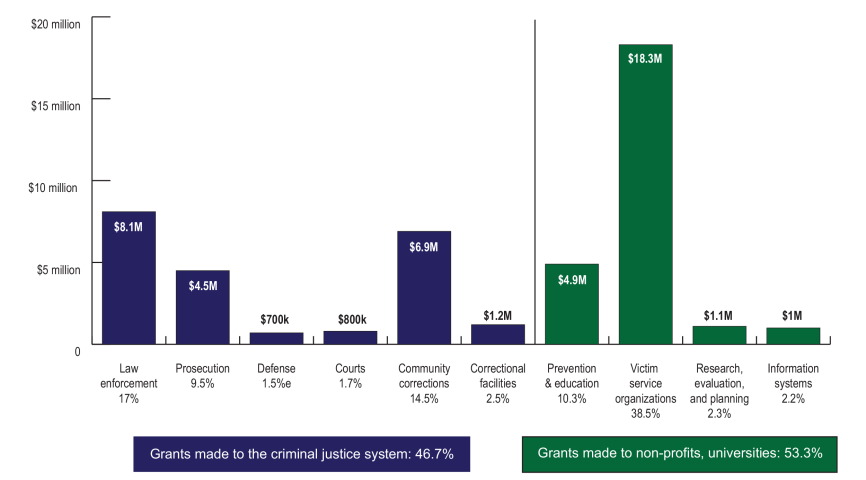 $20 million
$15 million
$10 million
$5 million
0
$8.1M
$4.5M
$700k
$800k
$6.9M
$1.2M
$4.9M
$18.3M
$1.1M
$1M
Law
enforcement
17%
Prosecution
9.5%
Defense
1.5%e
Courts
1.7%
Community
corrections
14.5%
Correctional
facilities
2.5%
Prevention
& education
10.3%
Victim
service
organizations
38.5%
Research,
evaluation,
and planning
2.3%
Information
systems
2.2%
Grants made to the criminal justice system: 46.7%
Grants made to non-profits, universities: 53.3%